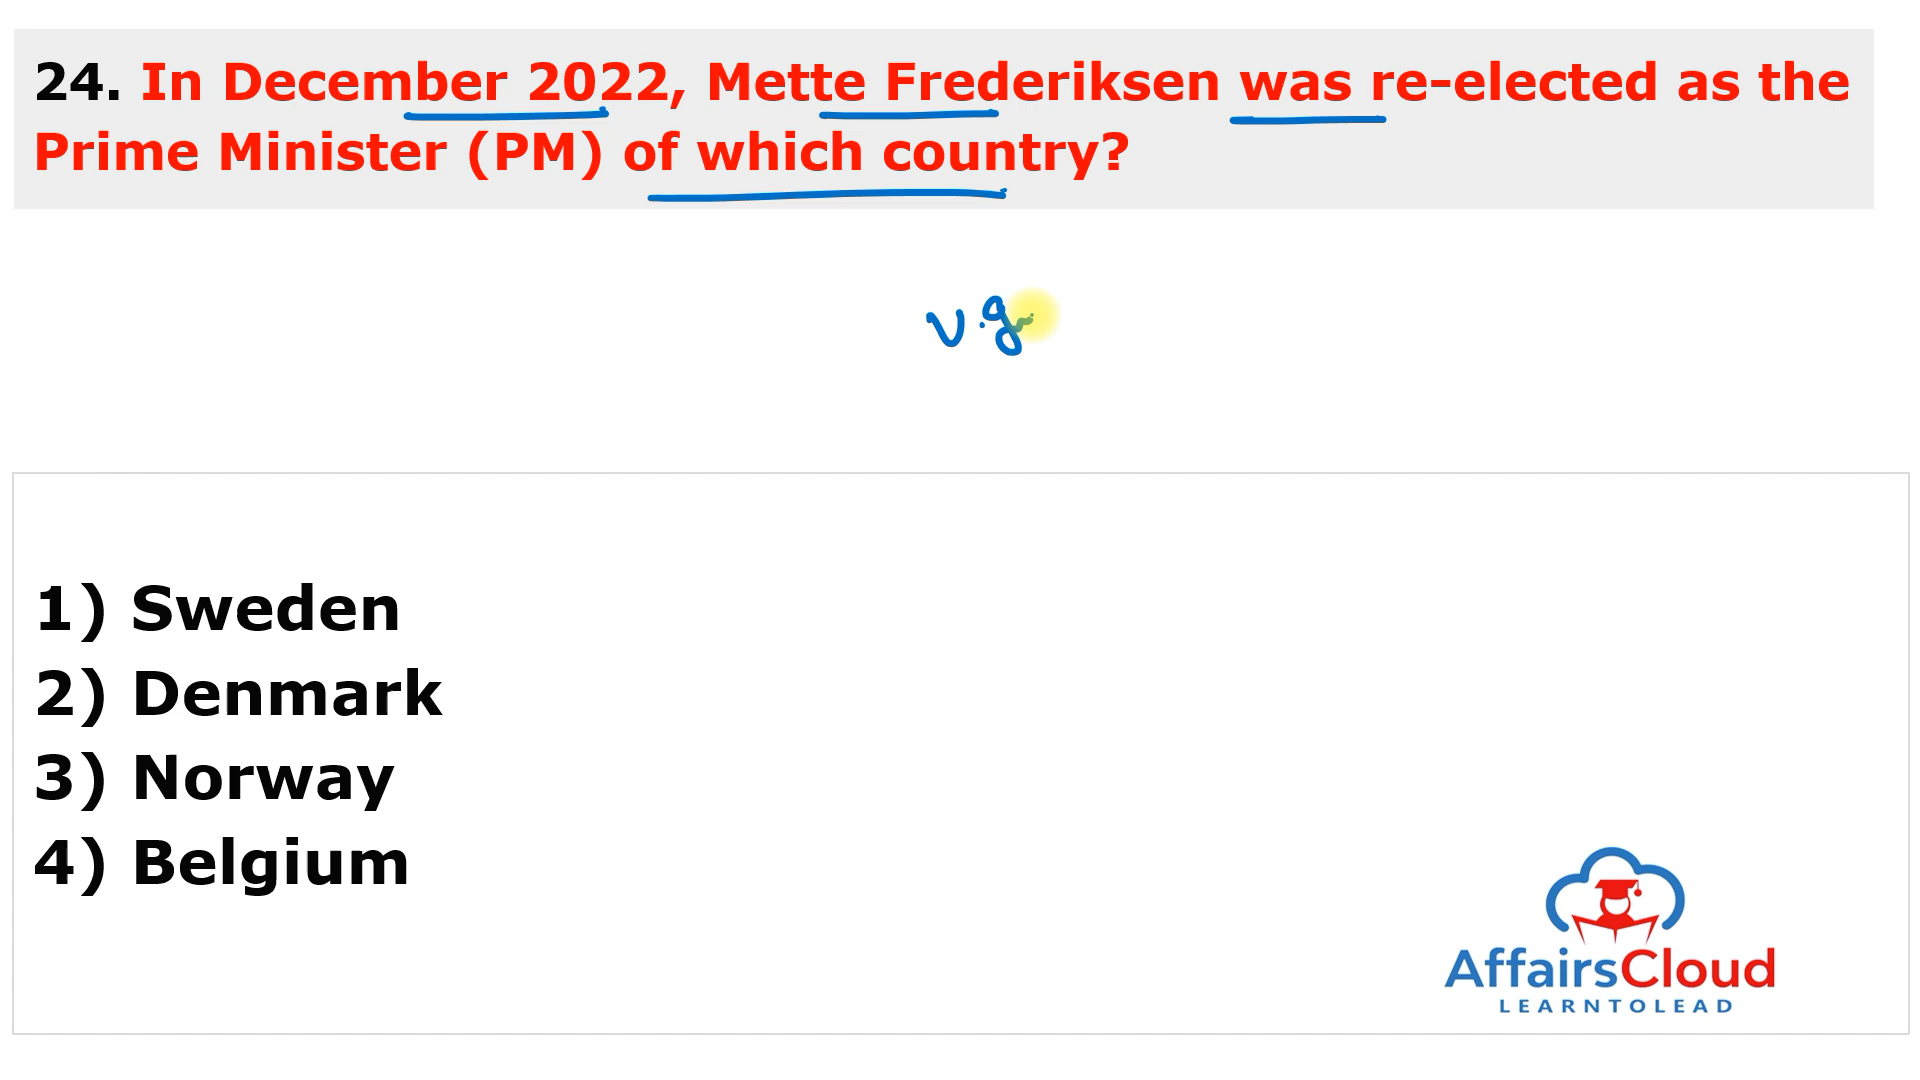 24. In December 2022, Mette Frederiksen was re-elected as the
Prime Minister (PM) of which country?
1) Sweden
2) Denmark
3) Norway
4) Belgium
AffairsCloud
LEARNTOLEAD